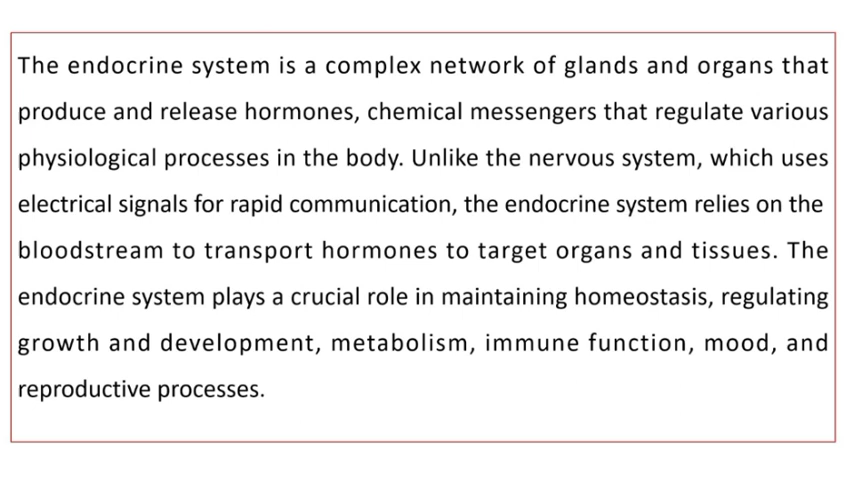 The endocrine system is a complex network of glands and organs that
produce and release hormones, chemical messengers that regulate various
physiological processes in the body. Unlike the nervous system, which uses
electrical signals for rapid communication, the endocrine system relies on the
bloodstream to transport hormones to target organs and tissues. The
endocrine system plays a crucial role in maintaining homeostasis, regulating
growth and development, metabolism, immune function, mood, and
reproductive processes.